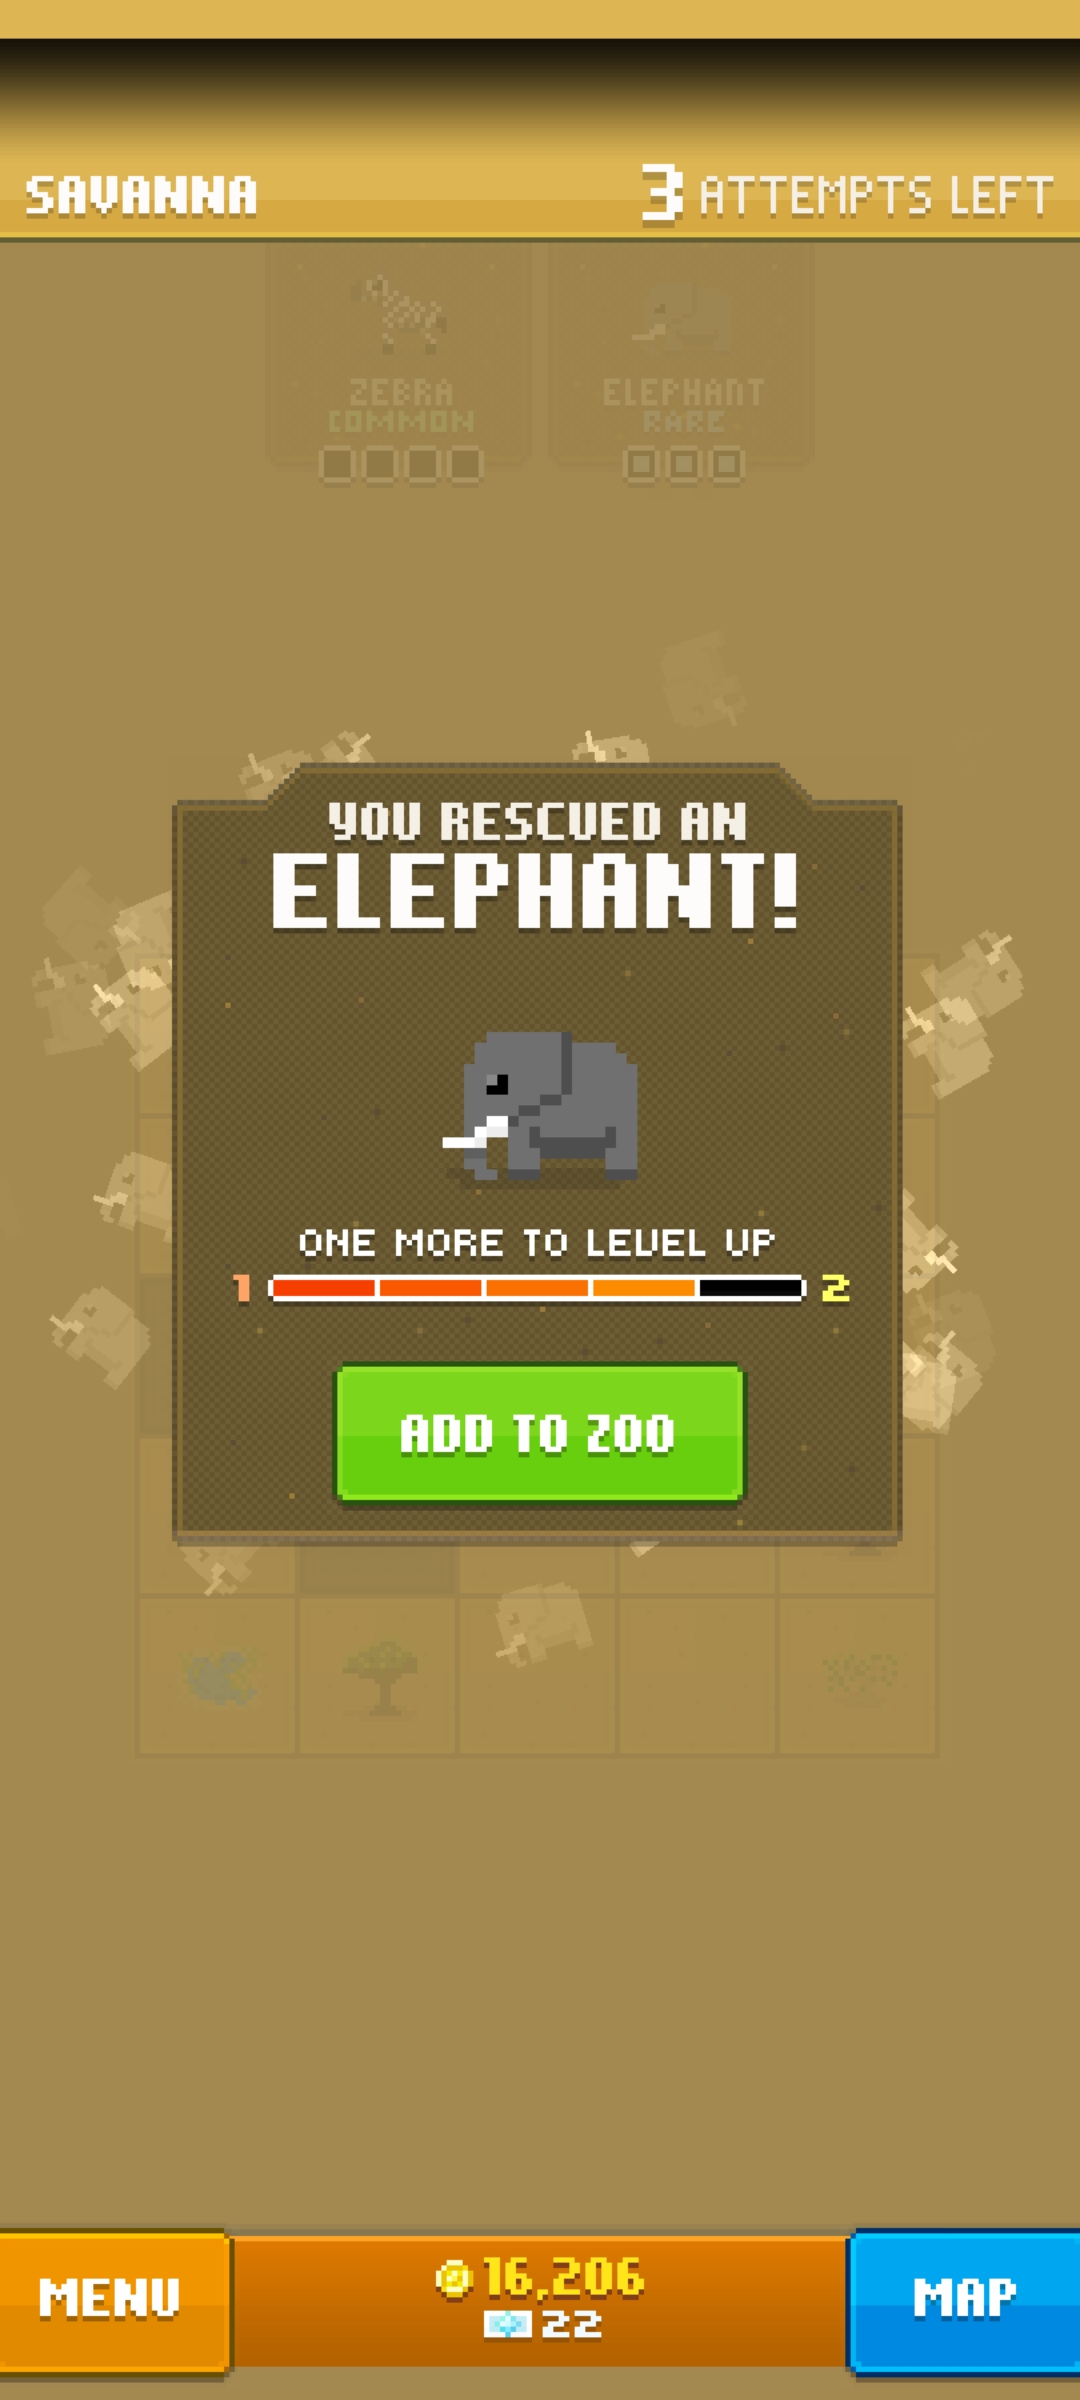 SAVANNA
3 ATTEMPTS LEFT
ZEBRA
COMMON
ELEPHANT
RARE
YOU RESCUED AN
ELEPHANT!
ONE MORE TO LEVEL UP
1
2
ADD TO ZOO
MENU
16,206
22
MAP